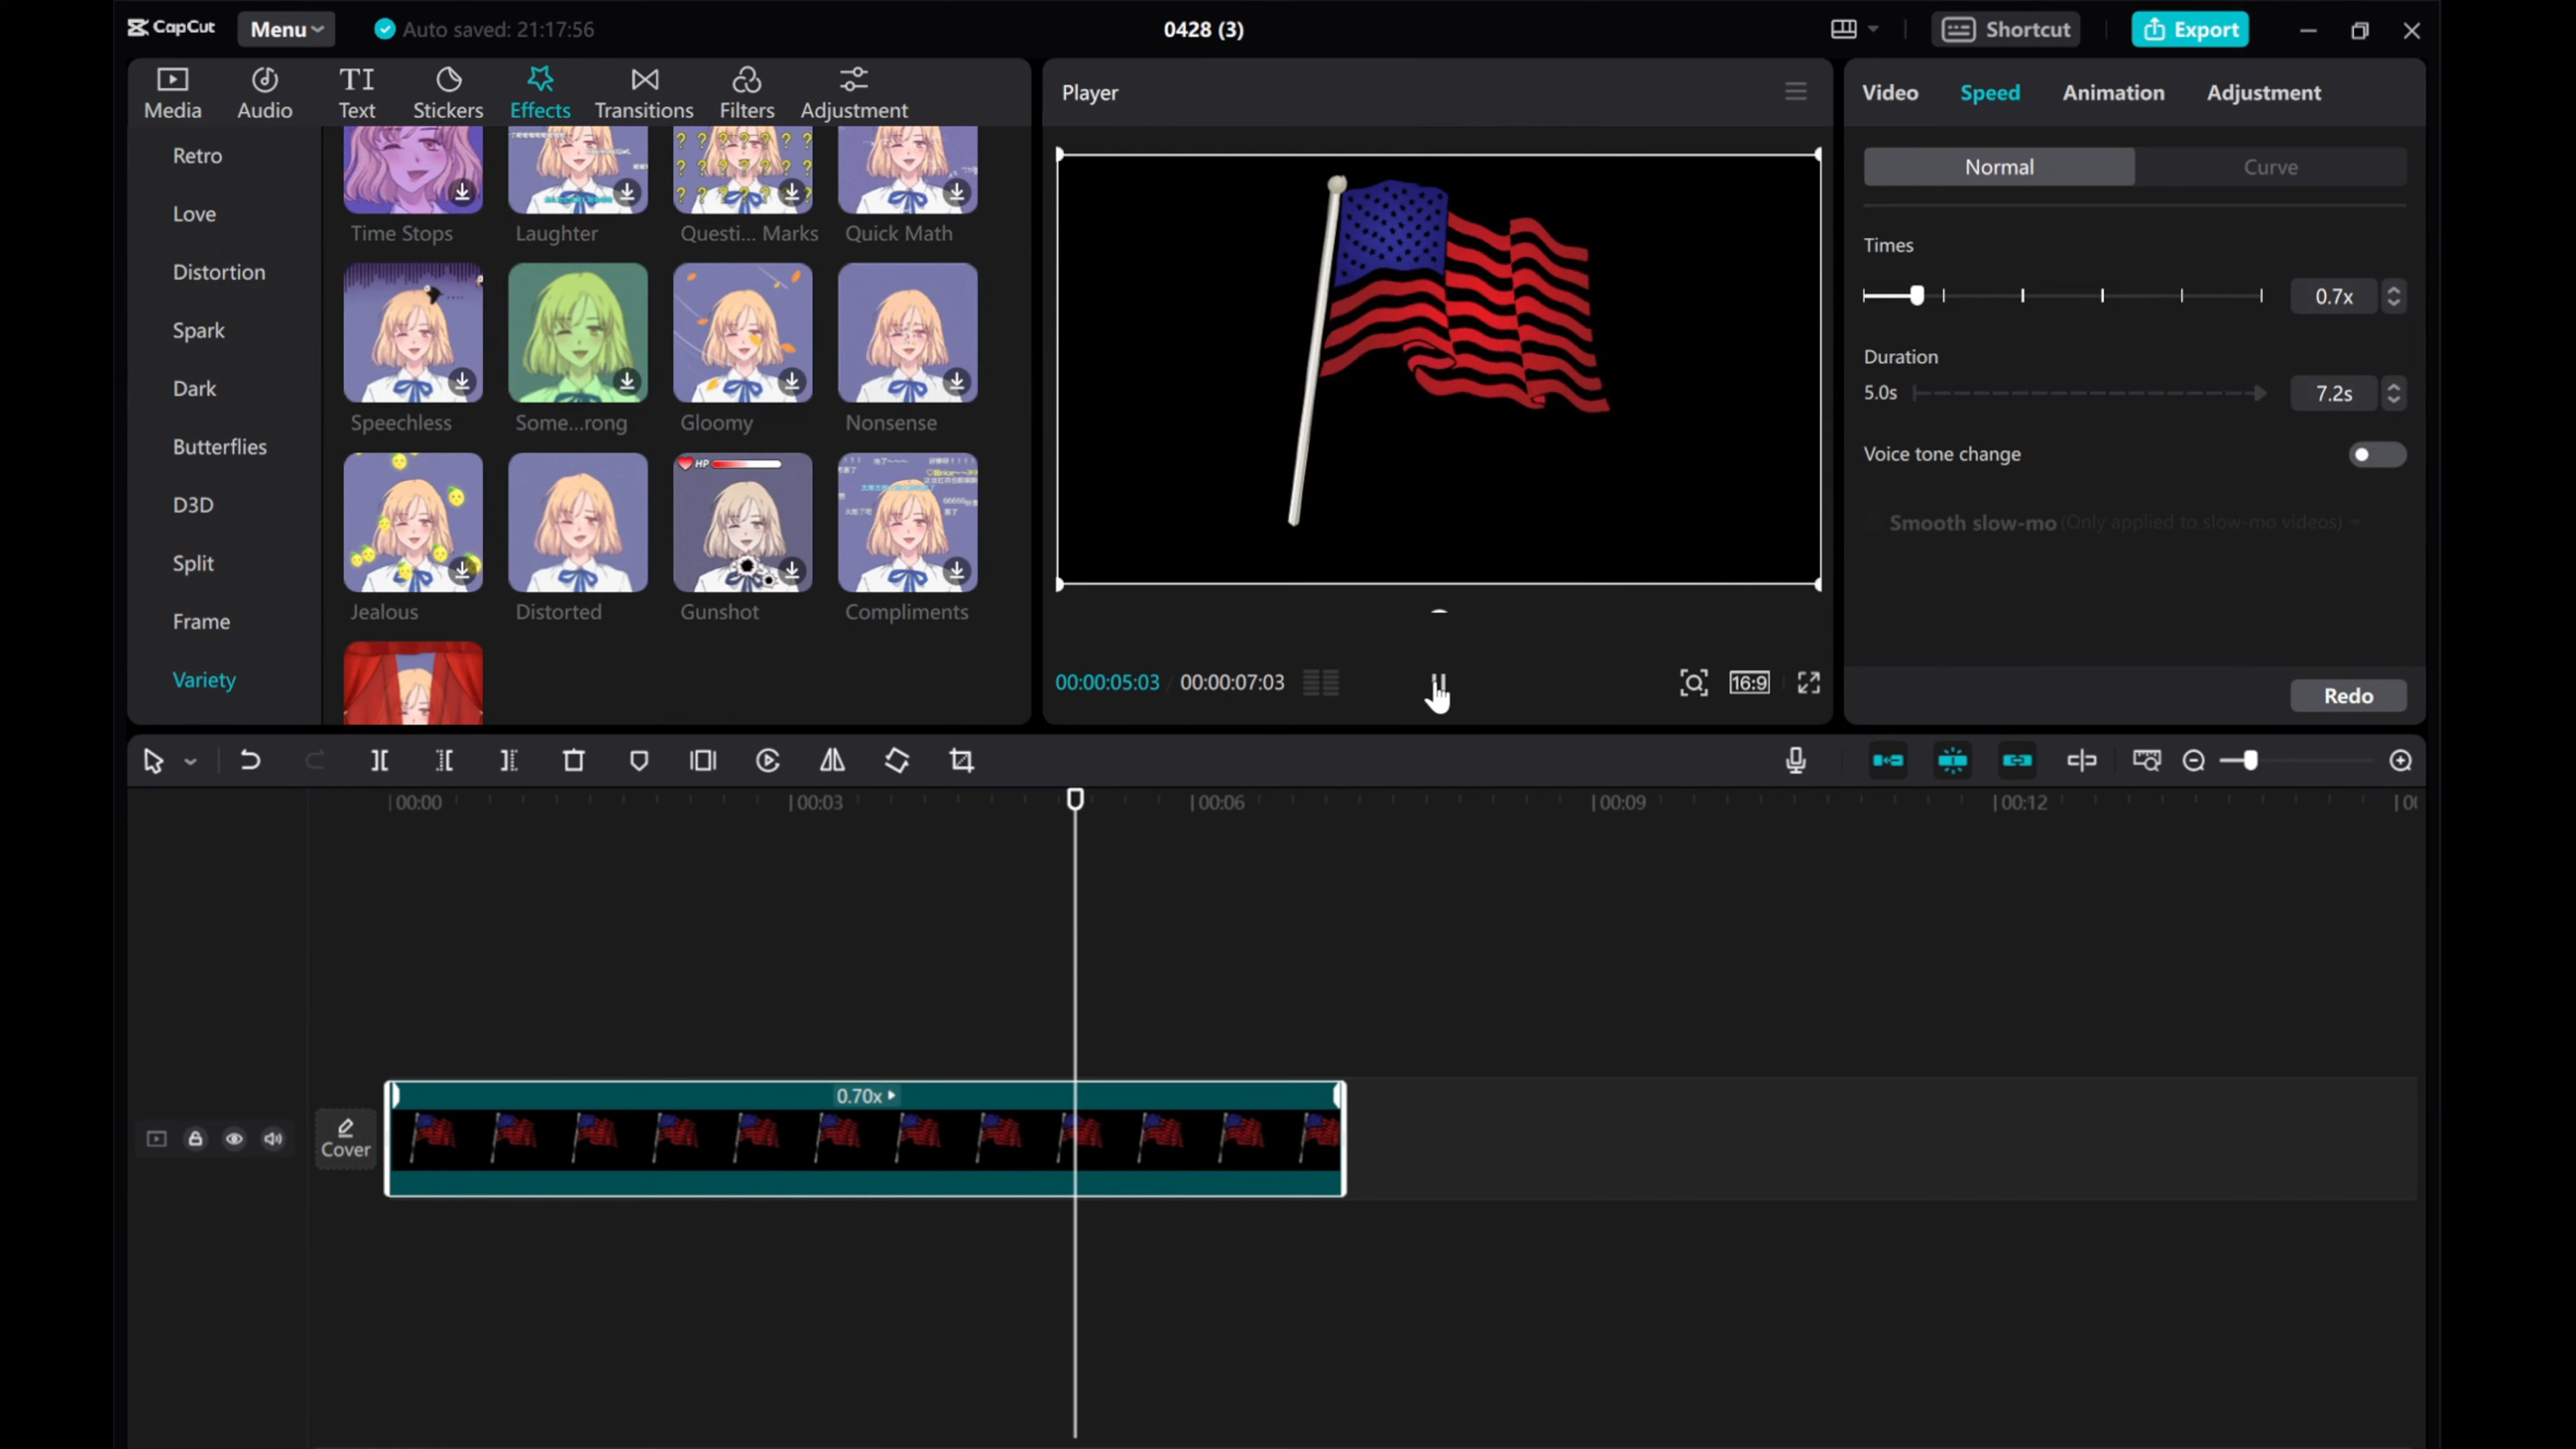 CapCut
Menu
Auto saved: 21:17:56
0428 (3)
Shortcut
Export
Media
Audio
TI
Text
Stickers
Effects
Transitions
Filters
Adjustment
Retro
Love
Distortion
Spark
Dark
Butterflies
D3D
Split
Frame
Variety
Time Stops
Laughter
Questi... Marks
Quick Math
Speechless
Some...rong
Gloomy
Nonsense
HP
Jealous
Distorted
Gunshot
Compliments
Player
00:00:05:03 / 00:00:07:03
16:9
Video
Speed
Animation
Adjustment
Normal
Curve
Times
0.7x
Duration
5.0s
7.2s
Voice tone change
Smooth slow-mo (Only applied to slow-mo videos)
Redo
00:00
00:03
00:06
00:09
00:12
Cover
0.70x